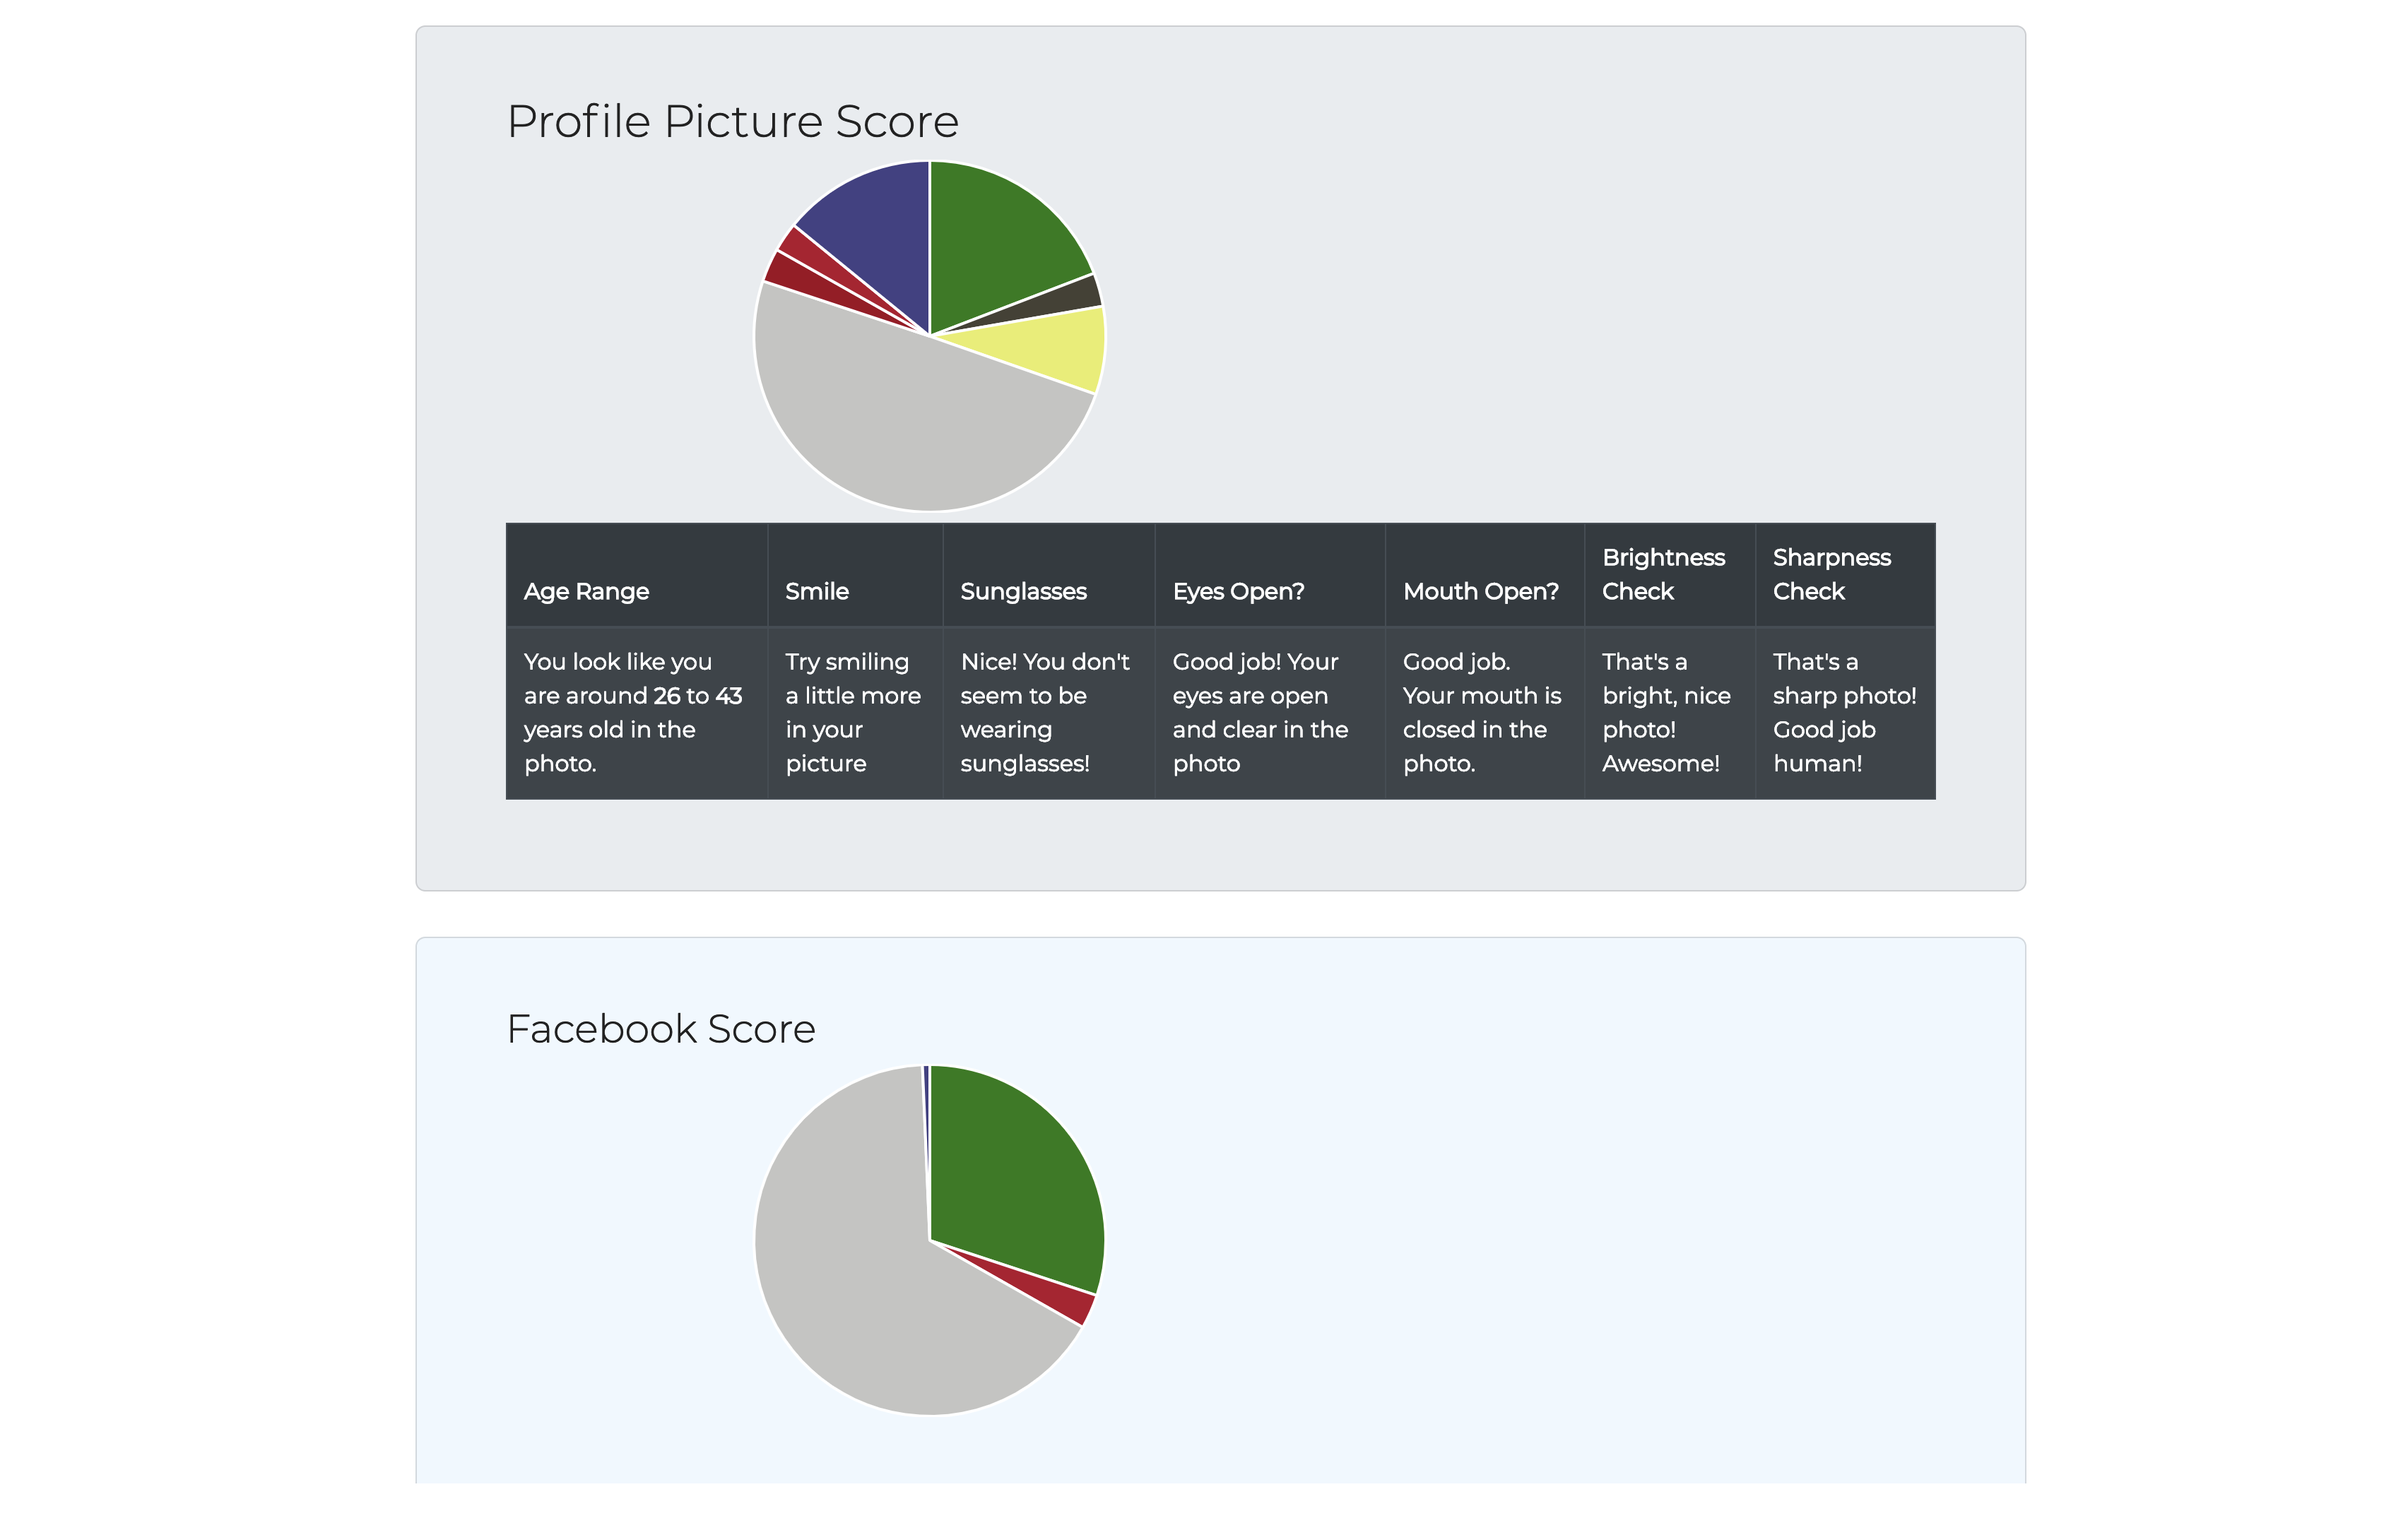 Profile Picture Score
Age Range
Smile
Sunglasses
Eyes Open?
Mouth Open?
Brightness
Check
Sharpness
Check
You look like you
are around 26 to 43
years old in the
photo.
Try smiling
a little more
in your
picture
Nice! You don't
seem to be
wearing
sunglasses!
Good job! Your
eyes are open
and clear in the
photo
Good job.
Your mouth is
closed in the
photo.
That's a
bright, nice
photo!
Awesome!
That's a
sharp photo!
Good job
human!
Facebook Score